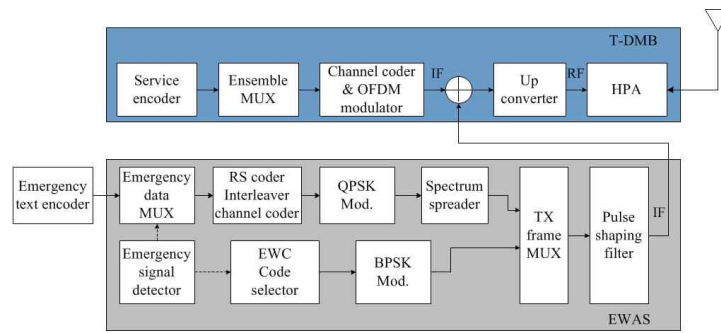 T-DMB
Service
encoder
Ensemble
MUX
Channel coder
& OFDM
modulator
IF
Up
converter
RF
HPA
Emergency
text encoder
Emergency
data
MUX
RS coder
Interleaver
channel coder
QPSK
Mod.
Spectrum
spreader
TX
frame
MUX
Pulse
shaping
filter
IF
Emergency
signal
detector
EWC
Code
selector
BPSK
Mod.
EWAS